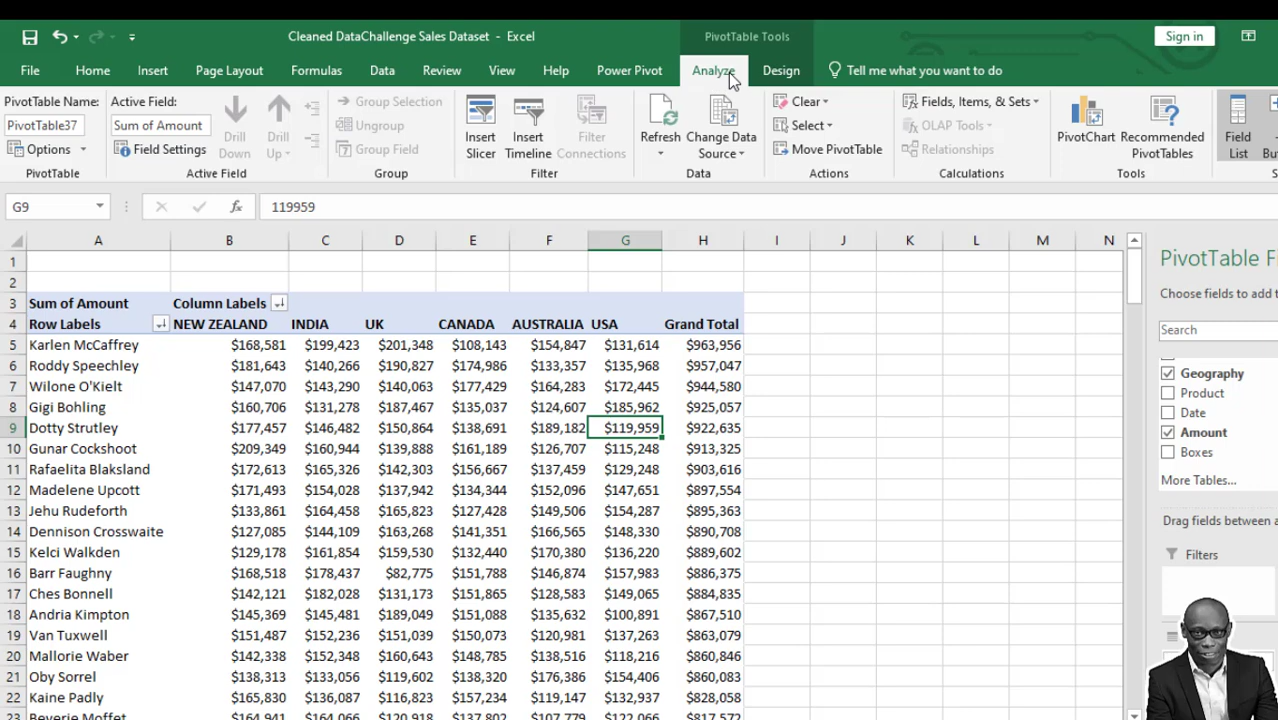 Cleaned DataChallenge Sales Dataset - Excel
PivotTable Tools
Sign in
File Home Insert Page Layout Formulas Data Review View Help Power Pivot Analyze Design Tell me what you want to do
PivotTable Name:
PivotTable37
Options
PivotTable
Active Field:
Sum of Amount
Field Settings
Drill Down
Drill Up
Active Field
Group Selection
Ungroup
Group Field
Group
Insert Slicer
Insert Timeline
Filter Connections
Filter
Refresh
Change Data Source
Data
Clear
Select
Move PivotTable
Actions
Fields, Items, & Sets
OLAP Tools
Relationships
Calculations
PivotChart
Recommended PivotTables
Tools
Field List
G9 fx 119959
A B C D E F G H I J K L M N
1
2
3 Sum of Amount Column Labels
4 Row Labels NEW ZEALAND INDIA UK CANADA AUSTRALIA USA Grand Total
5 Karlen McCaffrey $168,581 $199,423 $201,348 $108,143 $154,847 $131,614 $963,956
6 Roddy Speechley $181,643 $140,266 $190,827 $174,986 $133,357 $135,968 $957,047
7 Wilone O'Kielt $147,070 $143,290 $140,063 $177,429 $164,283 $172,445 $944,580
8 Gigi Bohling $160,706 $131,278 $187,467 $135,037 $124,607 $185,962 $925,057
9 Dotty Strutley $177,457 $146,482 $150,864 $138,691 $189,182 $119,959 $922,635
10 Gunar Cockshoot $209,349 $160,944 $139,888 $161,189 $126,707 $115,248 $913,325
11 Rafaelita Blaksland $172,613 $165,326 $142,303 $156,667 $137,459 $129,248 $903,616
12 Madelene Upcott $171,493 $154,028 $137,942 $134,344 $152,096 $147,651 $897,554
13 Jehu Rudeforth $133,861 $164,458 $165,823 $127,428 $149,506 $154,287 $895,363
14 Dennison Crosswaite $127,085 $144,109 $163,268 $141,351 $166,565 $148,330 $890,708
15 Kelci Walkden $129,178 $161,854 $159,530 $132,440 $170,380 $136,220 $889,602
16 Barr Faughny $168,518 $178,437 $82,775 $151,788 $146,874 $157,983 $886,375
17 Ches Bonnell $142,121 $182,028 $131,173 $151,865 $128,583 $149,065 $884,835
18 Andria Kimpton $145,369 $145,481 $189,049 $151,088 $135,632 $100,891 $867,510
19 Van Tuxwell $151,487 $152,236 $151,039 $150,073 $120,981 $137,263 $863,079
20 Mallorie Waber $142,338 $152,348 $160,643 $148,785 $138,516 $118,216 $860,846
21 Oby Sorrel $138,313 $133,056 $119,602 $138,320 $176,386 $154,406 $860,083
22 Kaine Padly $165,830 $136,087 $116,823 $157,234 $119,147 $132,937 $828,058
23 Beverie Moffet $164,941 $164,066 $120,918 $137,802 $107,779 $122,066 $817,572
PivotTable F
Choose fields to add t
Search
Geography
Product
Date
Amount
Boxes
More Tables...
Drag fields between a
Filters